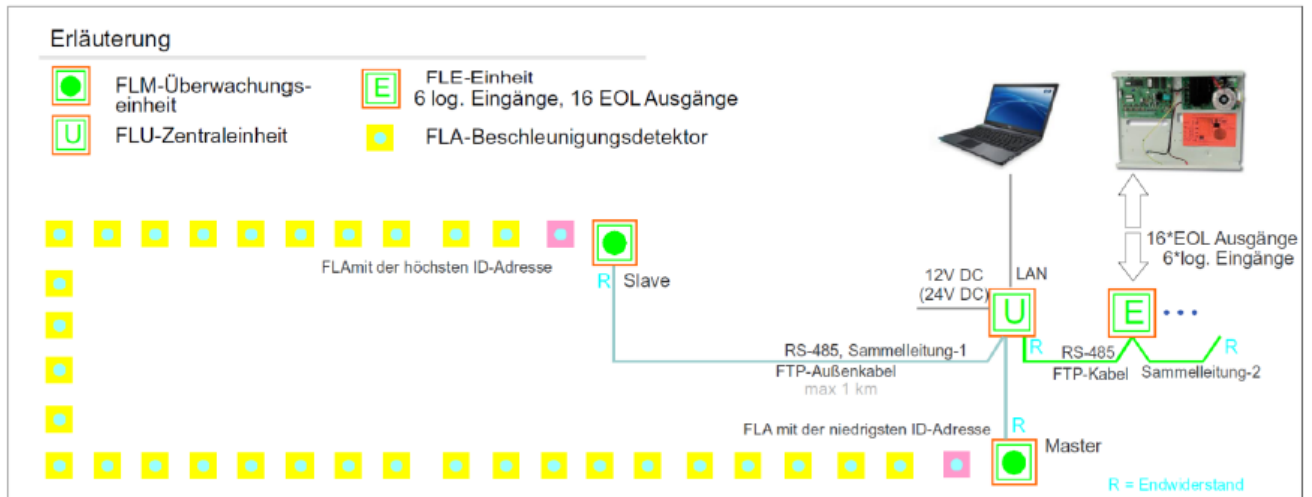 Erläuterung
FLM-Überwachungs-
einheit
FLU-Zentraleinheit
E
FLE-Einheit
6 log. Eingänge, 16 EOL Ausgänge
U
FLA-Beschleunigungsdetektor
16*EOL Ausgänge
6*log. Eingänge
FLAmit der höchsten ID-Adresse
R
Slave
12V DC
(24V DC)
LAN
U
E
R
RS-485, Sammelleitung-1
FTP-Außenkabel
max 1 km
RS-485
FTP-Kabel
Sammelleitung-2
R
FLA mit der niedrigsten ID-Adresse
R
Master
R = Endwiderstand